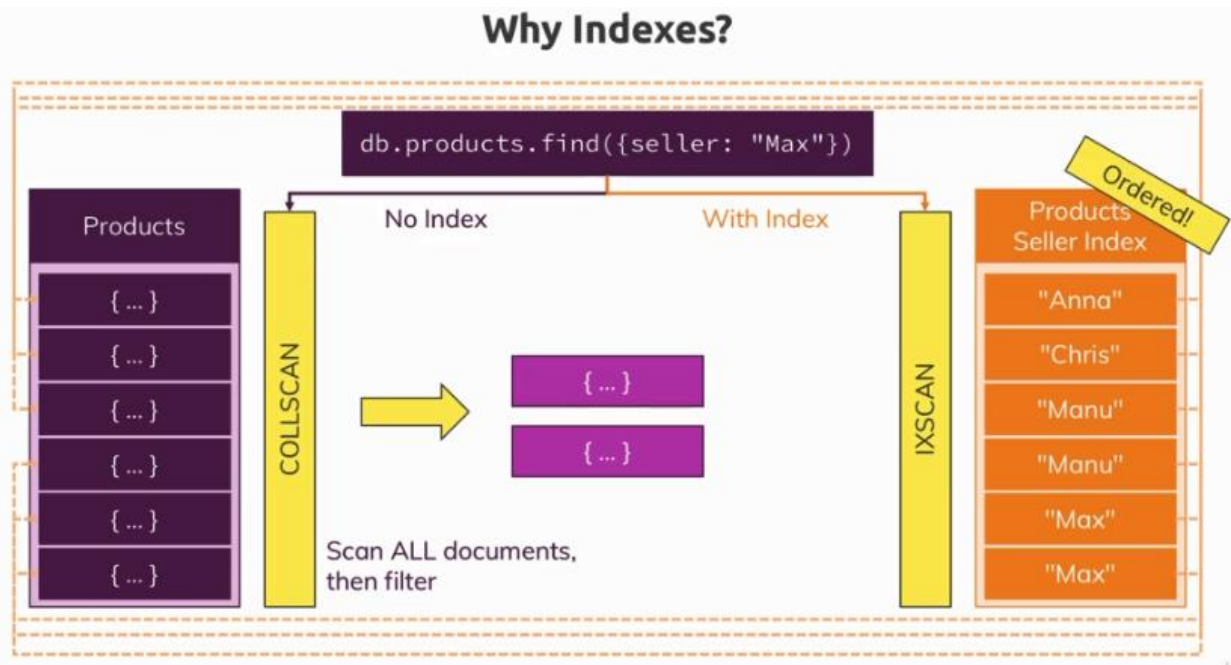 Why Indexes?
db.products.find({seller: "Max"})
Ordered!
Products
No Index
With Index
Products
Seller Index
{ ... }
{ ... }
{ ... }
{ ... }
{ ... }
{ ... }
COLLSCAN
{ ... }
{ ... }
Scan ALL documents,
then filter
IXSCAN
"Anna"
"Chris"
"Manu"
"Manu"
"Max"
"Max"